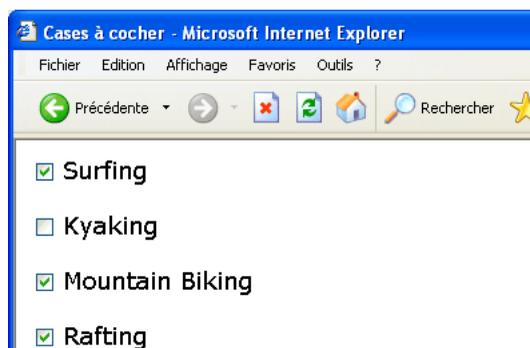 Cases à cocher - Microsoft Internet Explorer
Fichier Edition Affichage Favoris Outils ?
Précédente Rechercher
Surfing
Kyaking
Mountain Biking
Rafting